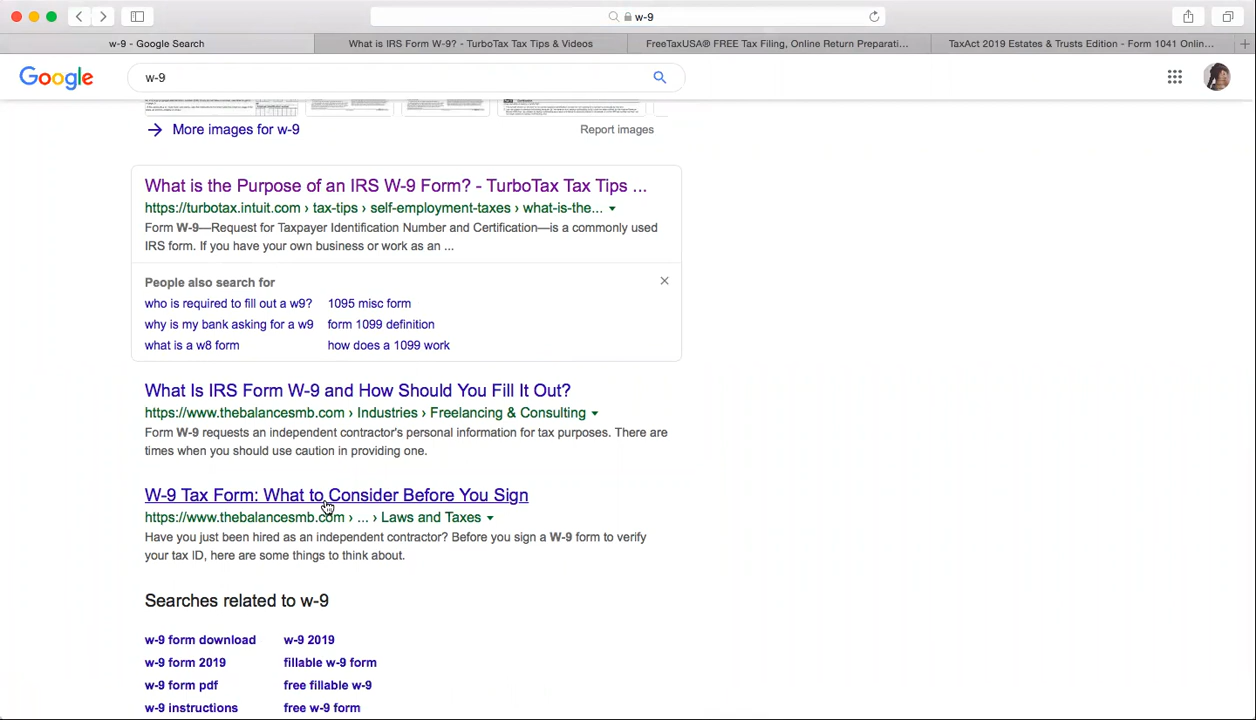 w-9
w-9 - Google Search
What is IRS Form W-9? - TurboTax Tax Tips & Videos
FreeTaxUSA® FREE Tax Filing, Online Return Preparati...
TaxAct 2019 Estates & Trusts Edition - Form 1041 Onlin...
Google
w-9
More images for w-9
Report images
What is the Purpose of an IRS W-9 Form? - TurboTax Tax Tips ...
https://turbotax.intuit.com › tax-tips › self-employment-taxes › what-is-the...
Form W-9—Request for Taxpayer Identification Number and Certification—is a commonly used
IRS form. If you have your own business or work as an ...
People also search for
who is required to fill out a w9?
1095 misc form
why is my bank asking for a w9
form 1099 definition
what is a w8 form
how does a 1099 work
What Is IRS Form W-9 and How Should You Fill It Out?
https://www.thebalancesmb.com › Industries › Freelancing & Consulting
Form W-9 requests an independent contractor's personal information for tax purposes. There are
times when you should use caution in providing one.
W-9 Tax Form: What to Consider Before You Sign
https://www.thebalancesmb.com › ... › Laws and Taxes
Have you just been hired as an independent contractor? Before you sign a W-9 form to verify
your tax ID, here are some things to think about.
Searches related to w-9
w-9 form download
w-9 2019
w-9 form 2019
fillable w-9 form
w-9 form pdf
free fillable w-9
w-9 instructions
free w-9 form